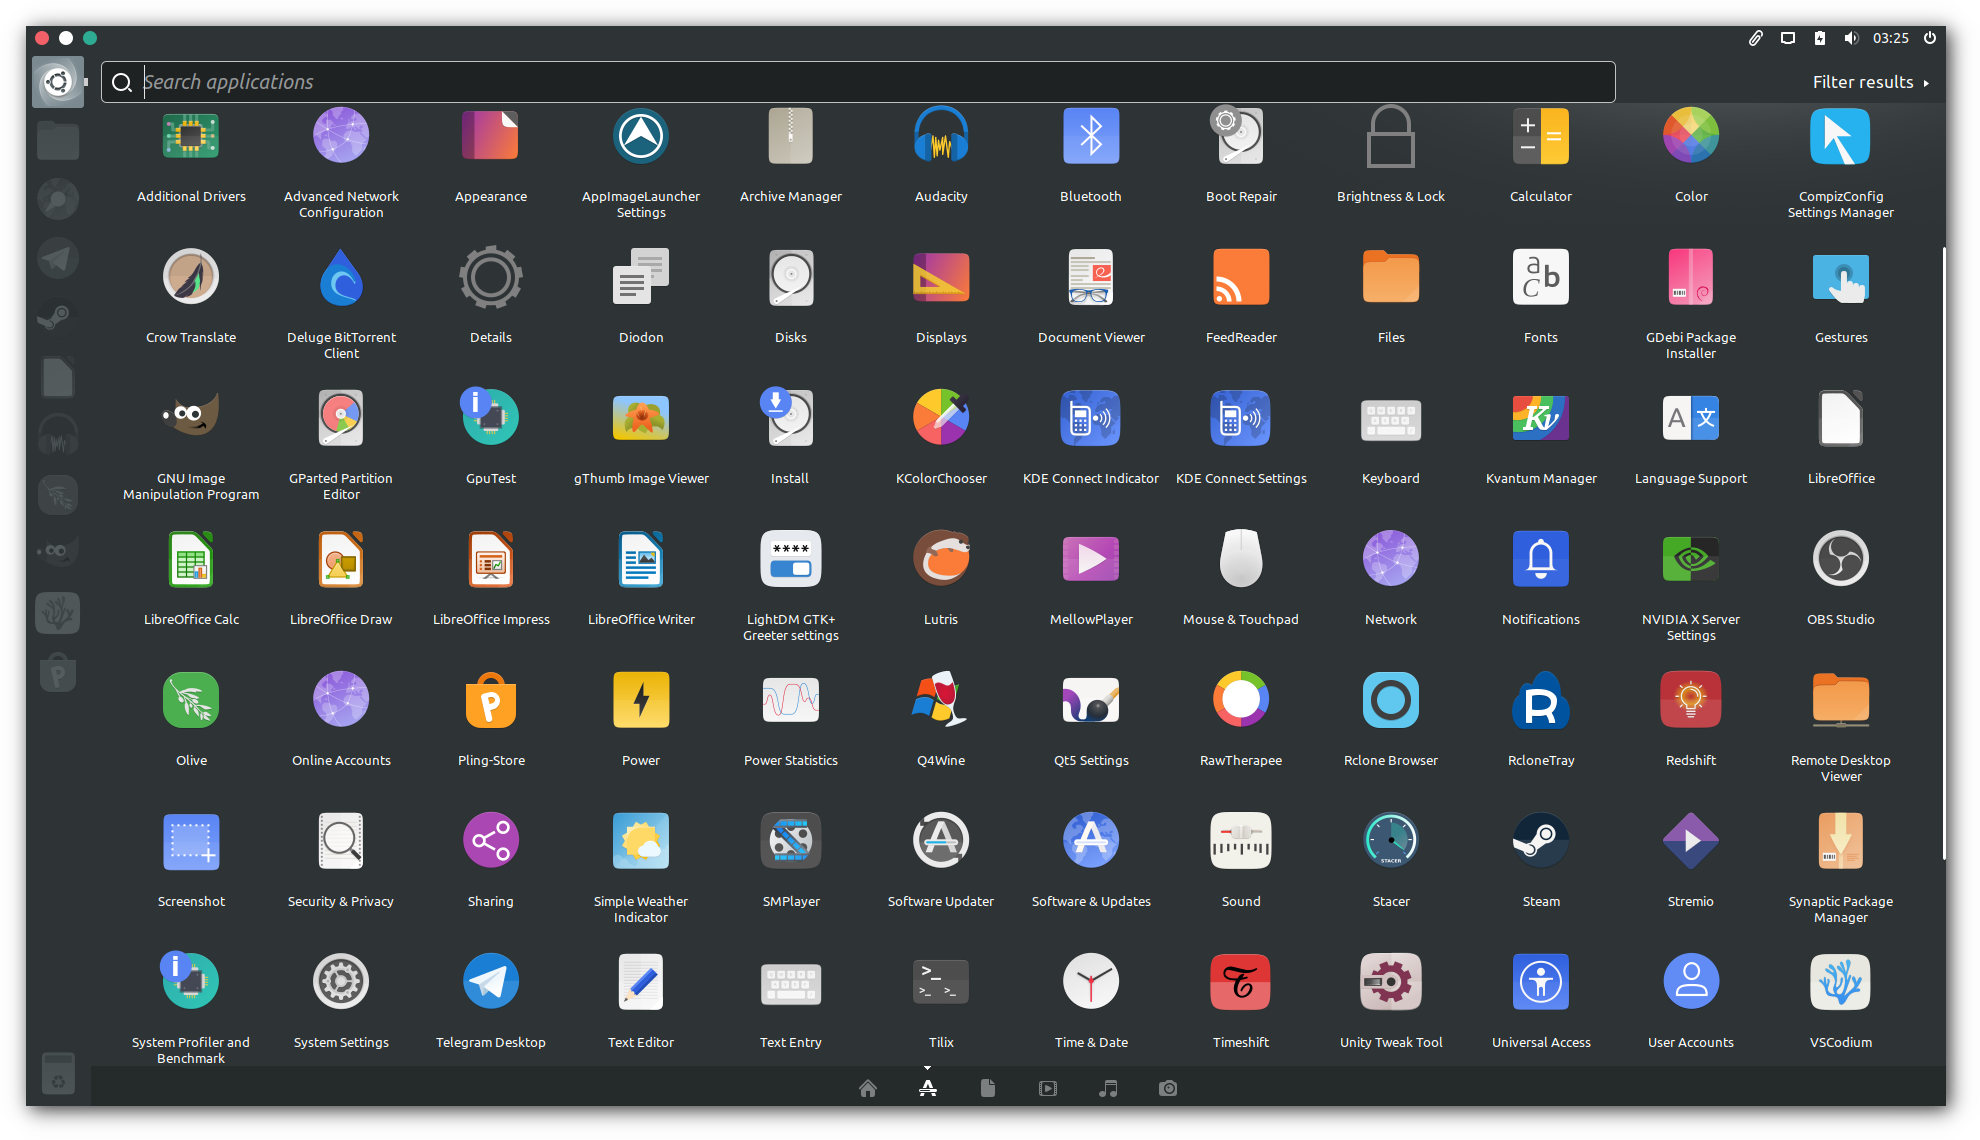 03:25
Search applications
Filter results
Additional Drivers
Advanced Network
Configuration
Appearance
AppImageLauncher
Settings
Archive Manager
Audacity
Bluetooth
Boot Repair
Brightness & Lock
Calculator
Color
CompizConfig
Settings Manager
Crow Translate
Deluge BitTorrent
Client
Details
Diodon
Disks
Displays
Document Viewer
FeedReader
Files
a
b
C
Fonts
GDebi Package
Installer
Gestures
GNU Image
Manipulation Program
GParted Partition
Editor
i
GpuTest
gThumb Image Viewer
Install
KColorChooser
KDE Connect Indicator
KDE Connect Settings
Keyboard
Kv
Kvantum Manager
A 文
Language Support
LibreOffice
LibreOffice Calc
LibreOffice Draw
LibreOffice Impress
LibreOffice Writer
****
LightDM GTK+
Greeter settings
Lutris
MellowPlayer
Mouse & Touchpad
Network
Notifications
NVIDIA X Server
Settings
OBS Studio
Olive
Online Accounts
P
Pling-Store
Power
Power Statistics
Q4Wine
Qt5 Settings
RawTherapee
Rclone Browser
R
RcloneTray
Redshift
Remote Desktop
Viewer
Screenshot
Security & Privacy
Sharing
Simple Weather
Indicator
SMPlayer
Software Updater
Software & Updates
Sound
STACER
Stacer
Steam
Stremio
Synaptic Package
Manager
i
System Profiler and
Benchmark
System Settings
Telegram Desktop
Text Editor
Text Entry
>_
>_ >_
Tilix
Time & Date
Timeshift
Unity Tweak Tool
Universal Access
User Accounts
VSCodium